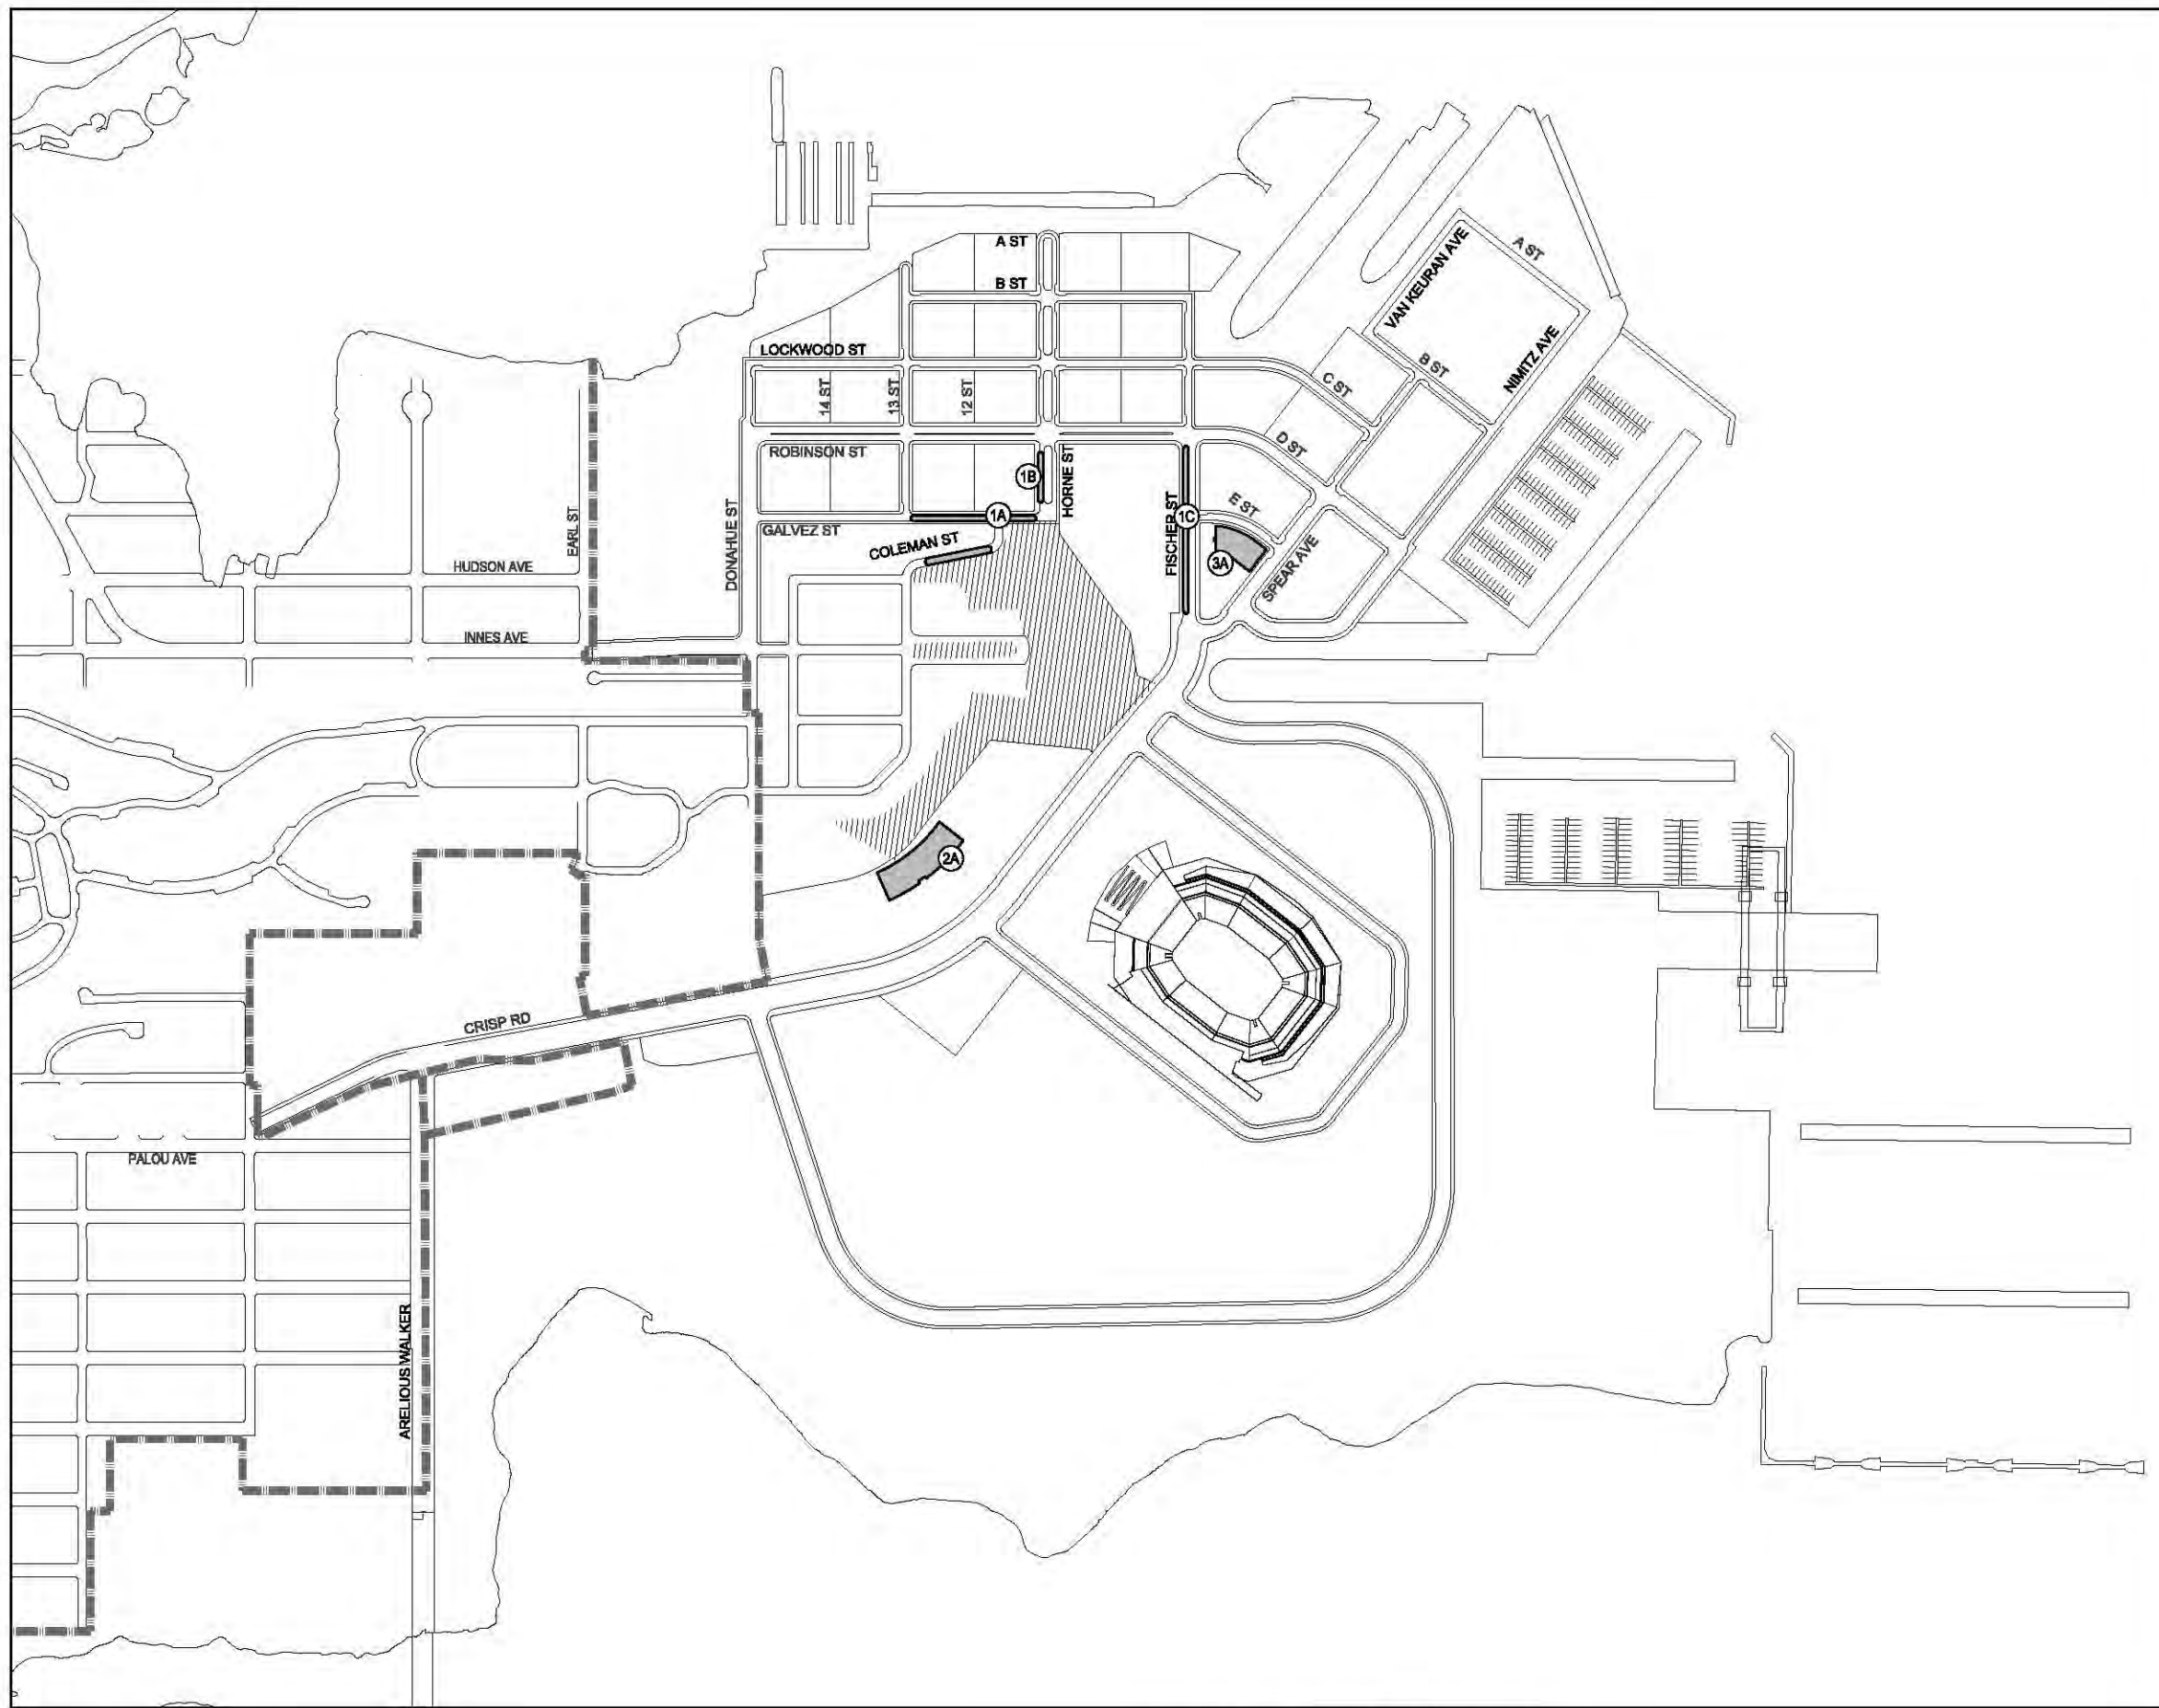 A ST
B ST
A ST
VAN KEURAN AVE
LOCKWOOD ST
B ST
NIMITZ AVE
C ST
14 ST
13 ST
12 ST
D ST
ROBINSON ST
HORNE ST
1B
1A
1C
E ST
EARL ST
DONAHUE ST
GALVEZ ST
COLEMAN ST
FISCHER ST
3A
SPEAR AVE
HUDSON AVE
INNES AVE
2A
CRISP RD
PALOU AVE
ARELIOUS WALKER